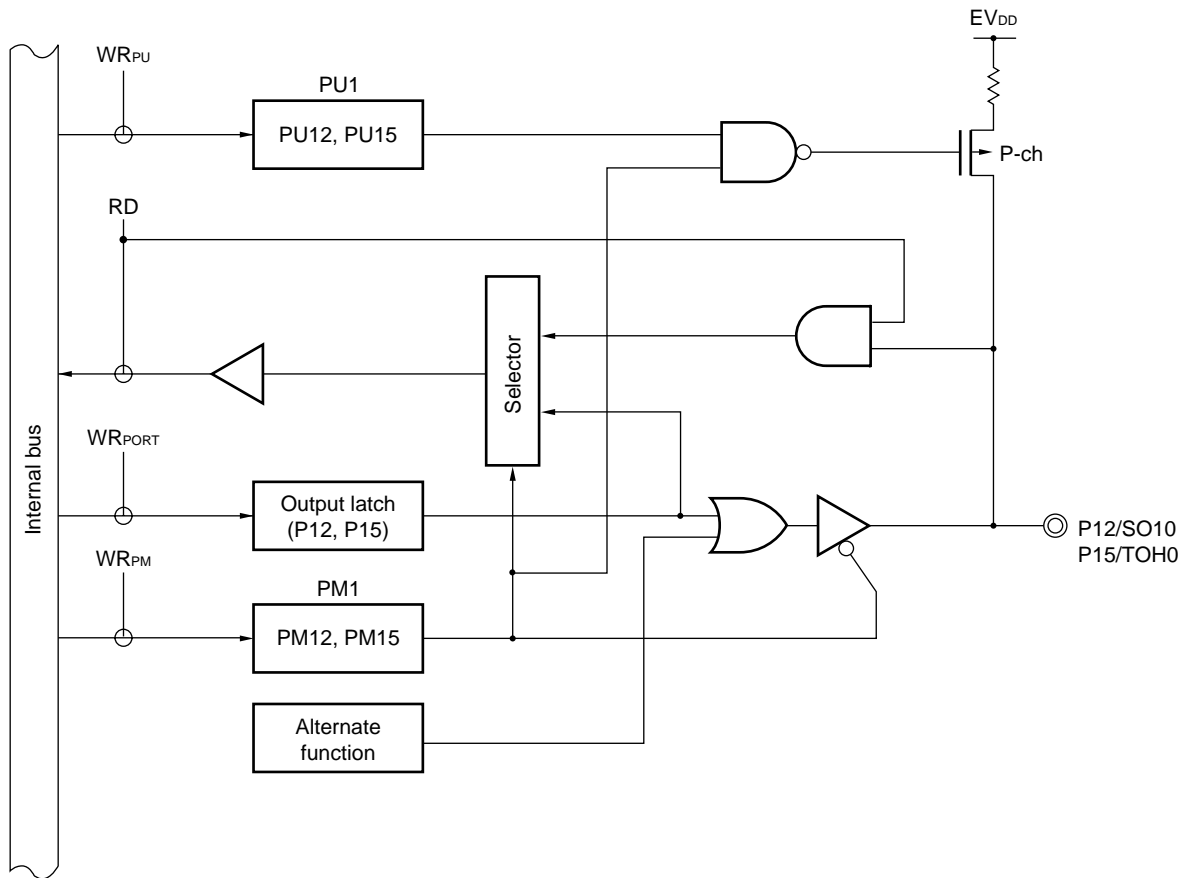 EVDD
WRPU
PU1
PU12, PU15
P-ch
RD
Selector
Internal bus
WRPORT
Output latch
(P12, P15)
P12/SO10
P15/TOH0
WRPM
PM1
PM12, PM15
Alternate
function